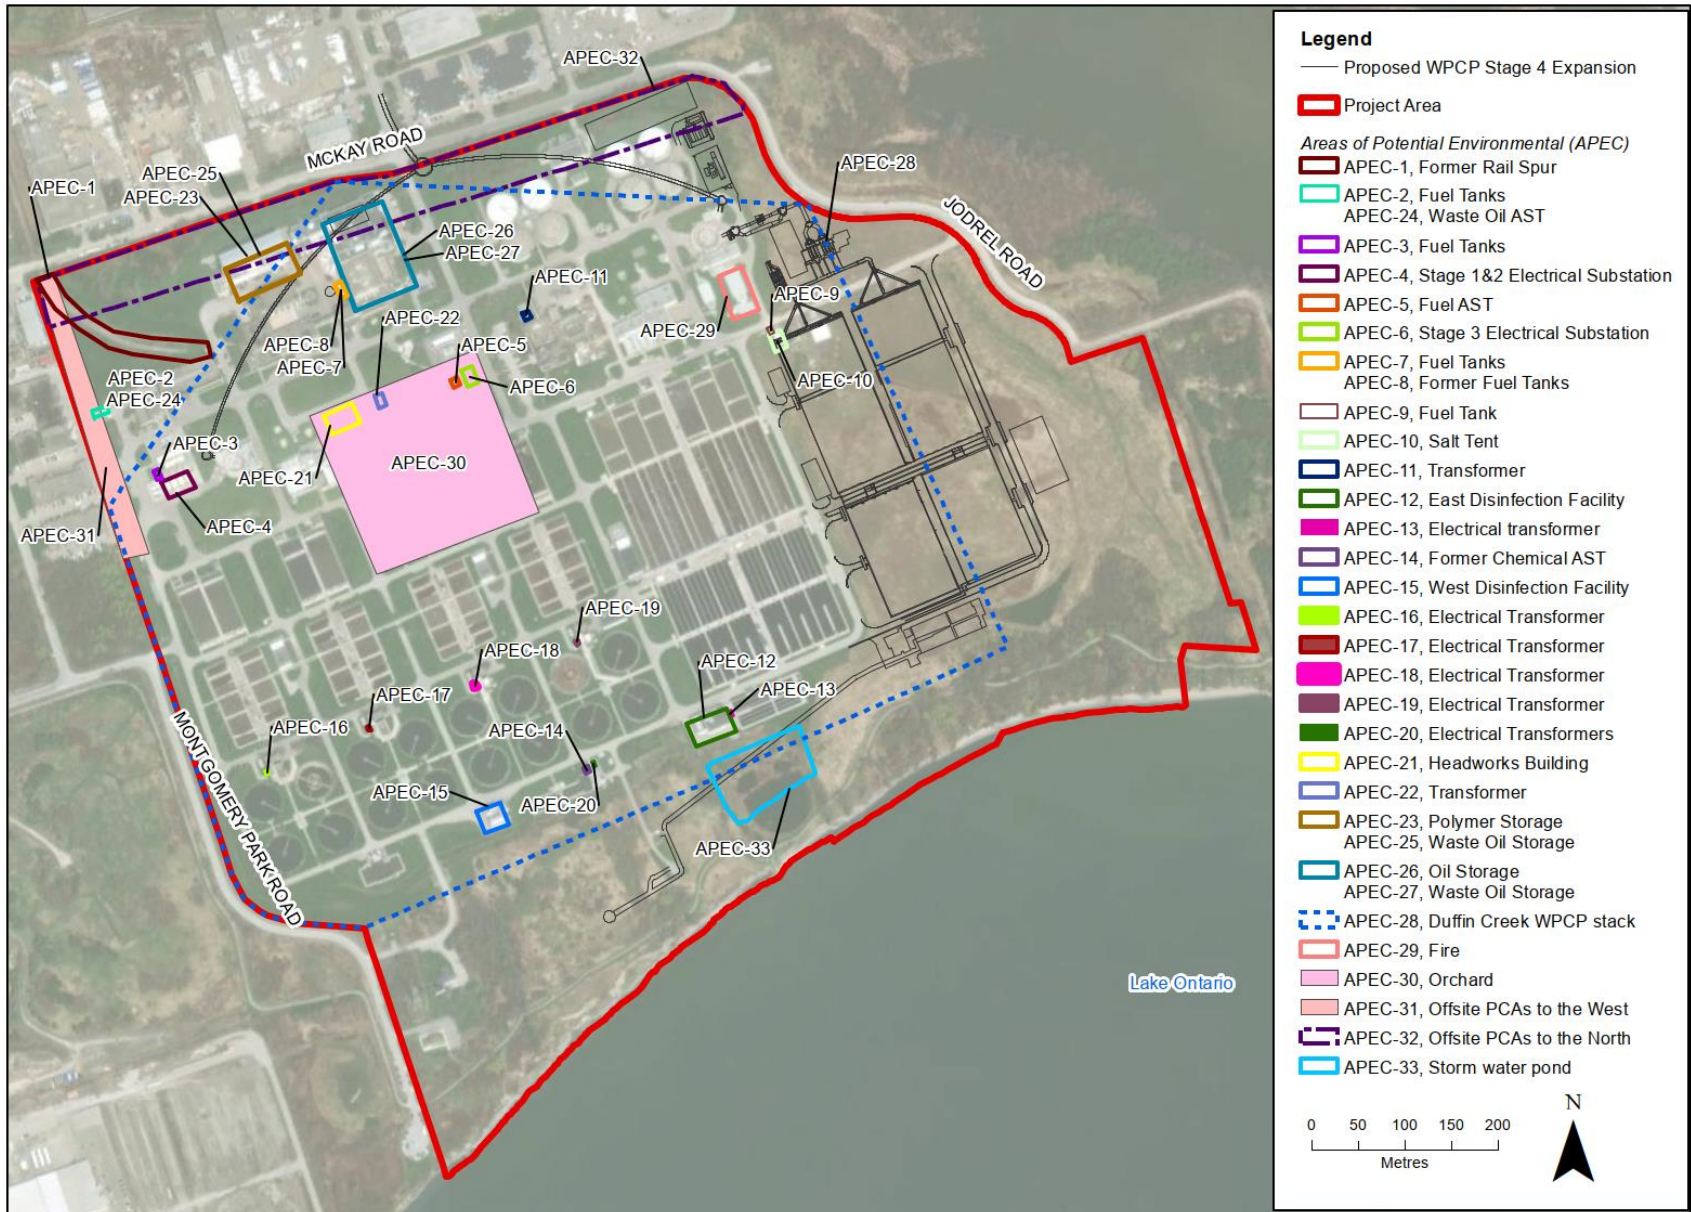 APEC-32
MCKAY ROAD
APEC-1
APEC-25
APEC-23
APEC-28
JODREL ROAD
APEC-26
APEC-27
APEC-11
APEC-9
APEC-22
APEC-29
APEC-8
APEC-7
APEC-5
APEC-6
APEC-10
APEC-2
APEC-24
APEC-3
APEC-21
APEC-30
APEC-4
APEC-31
APEC-19
APEC-18
APEC-12
APEC-17
APEC-13
APEC-16
APEC-14
APEC-15
APEC-20
APEC-33
MONTGOMERY PARK ROAD
Lake Ontario
Legend
Proposed WPCP Stage 4 Expansion
Project Area
Areas of Potential Environmental (APEC)
APEC-1, Former Rail Spur
APEC-2, Fuel Tanks
APEC-24, Waste Oil AST
APEC-3, Fuel Tanks
APEC-4, Stage 1&2 Electrical Substation
APEC-5, Fuel AST
APEC-6, Stage 3 Electrical Substation
APEC-7, Fuel Tanks
APEC-8, Former Fuel Tanks
APEC-9, Fuel Tank
APEC-10, Salt Tent
APEC-11, Transformer
APEC-12, East Disinfection Facility
APEC-13, Electrical transformer
APEC-14, Former Chemical AST
APEC-15, West Disinfection Facility
APEC-16, Electrical Transformer
APEC-17, Electrical Transformer
APEC-18, Electrical Transformer
APEC-19, Electrical Transformer
APEC-20, Electrical Transformers
APEC-21, Headworks Building
APEC-22, Transformer
APEC-23, Polymer Storage
APEC-25, Waste Oil Storage
APEC-26, Oil Storage
APEC-27, Waste Oil Storage
APEC-28, Duffin Creek WPCP stack
APEC-29, Fire
APEC-30, Orchard
APEC-31, Offsite PCAs to the West
APEC-32, Offsite PCAs to the North
APEC-33, Storm water pond
N
0 50 100 150 200
Metres